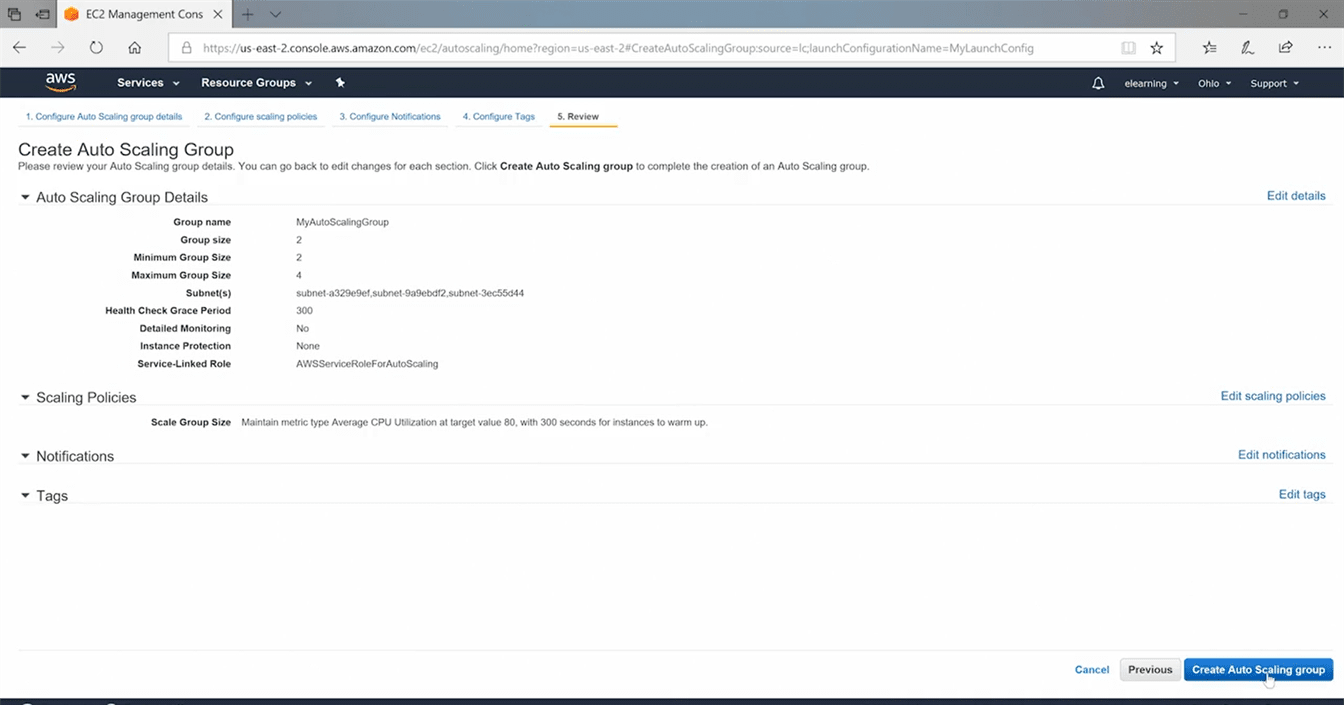 EC2 Management Cons
https://us-east-2.console.aws.amazon.com/ec2/autoscaling/home?region=us-east-2#CreateAutoScalingGroup:source=lc;launchConfigurationName=MyLaunchConfig
aws Services Resource Groups elearning Ohio Support
1. Configure Auto Scaling group details 2. Configure scaling policies 3. Configure Notifications 4. Configure Tags 5. Review
Create Auto Scaling Group
Please review your Auto Scaling group details. You can go back to edit changes for each section. Click Create Auto Scaling group to complete the creation of an Auto Scaling group.
Auto Scaling Group Details Edit details
Group name MyAutoScalingGroup
Group size 2
Minimum Group Size 2
Maximum Group Size 4
Subnet(s) subnet-a329e9ef,subnet-9a9ebdf2,subnet-3ec55d44
Health Check Grace Period 300
Detailed Monitoring No
Instance Protection None
Service-Linked Role AWSServiceRoleForAutoScaling
Scaling Policies Edit scaling policies
Scale Group Size Maintain metric type Average CPU Utilization at target value 80, with 300 seconds for instances to warm up.
Notifications Edit notifications
Tags Edit tags
Cancel Previous Create Auto Scaling group